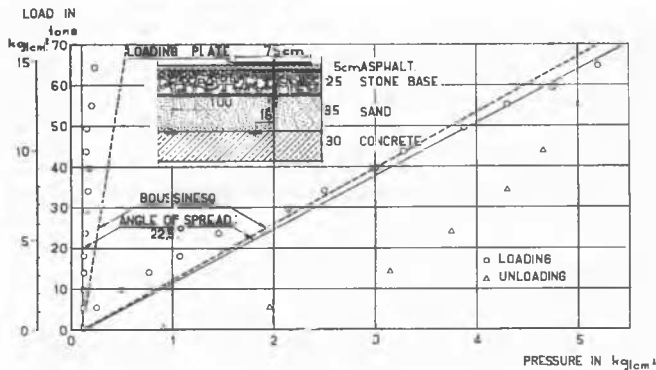 LOAD IN
tons
kg/cm²
LOADING PLATE 75cm
5cm ASPHALT.
25 STONE BASE
100
16
35 SAND
30 CONCRETE
BOUSSINESQ
ANGLE OF SPREAD
22,5
○ LOADING
△ UNLOADING
70
60
50
40
30
20
10
0
15
10
5
0
0 1 2 3 4 5
PRESSURE IN kg/cm²